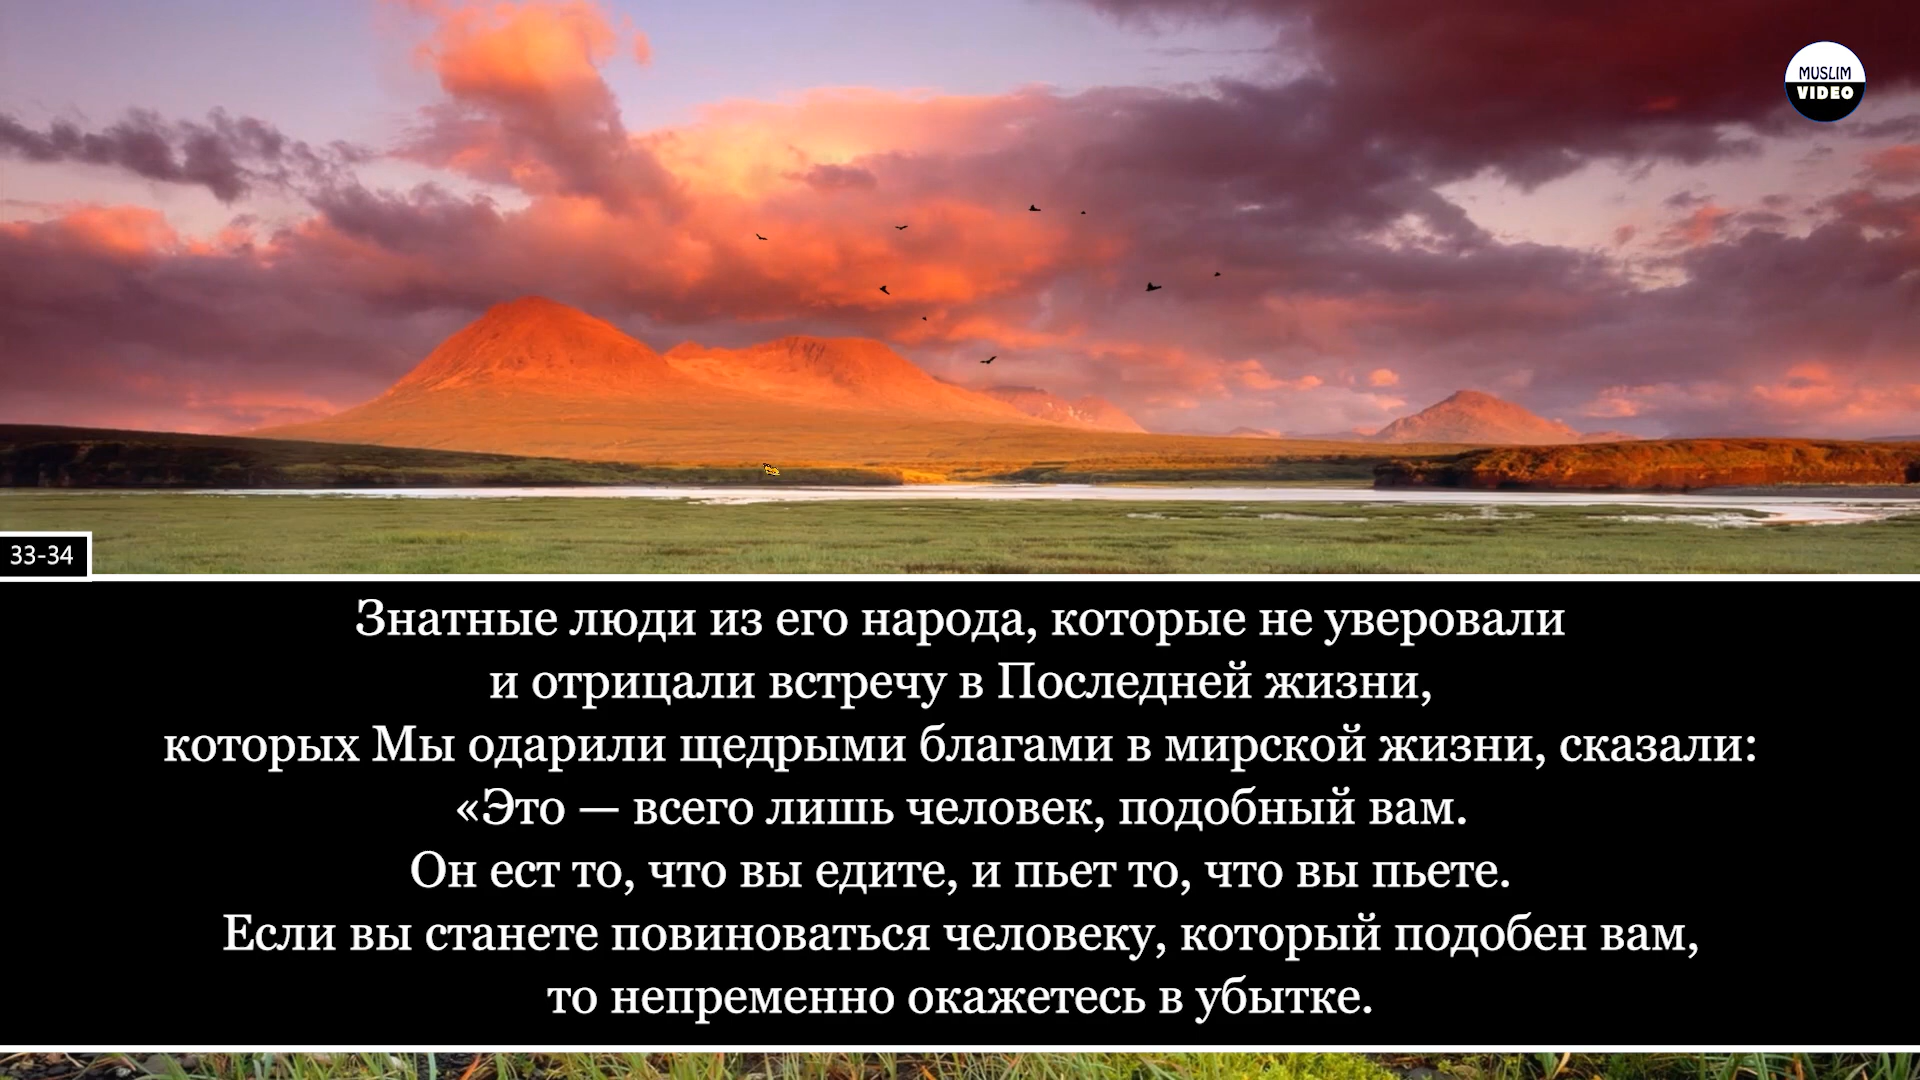 MUSLIM
VIDEO
33-34
Знатные люди из его народа, которые не уверовали
и отрицали встречу в Последней жизни,
которых Мы одарили щедрыми благами в мирской жизни, сказали:
«Это — всего лишь человек, подобный вам.
Он ест то, что вы едите, и пьет то, что вы пьете.
Если вы станете повиноваться человеку, который подобен вам,
то непременно окажетесь в убытке.